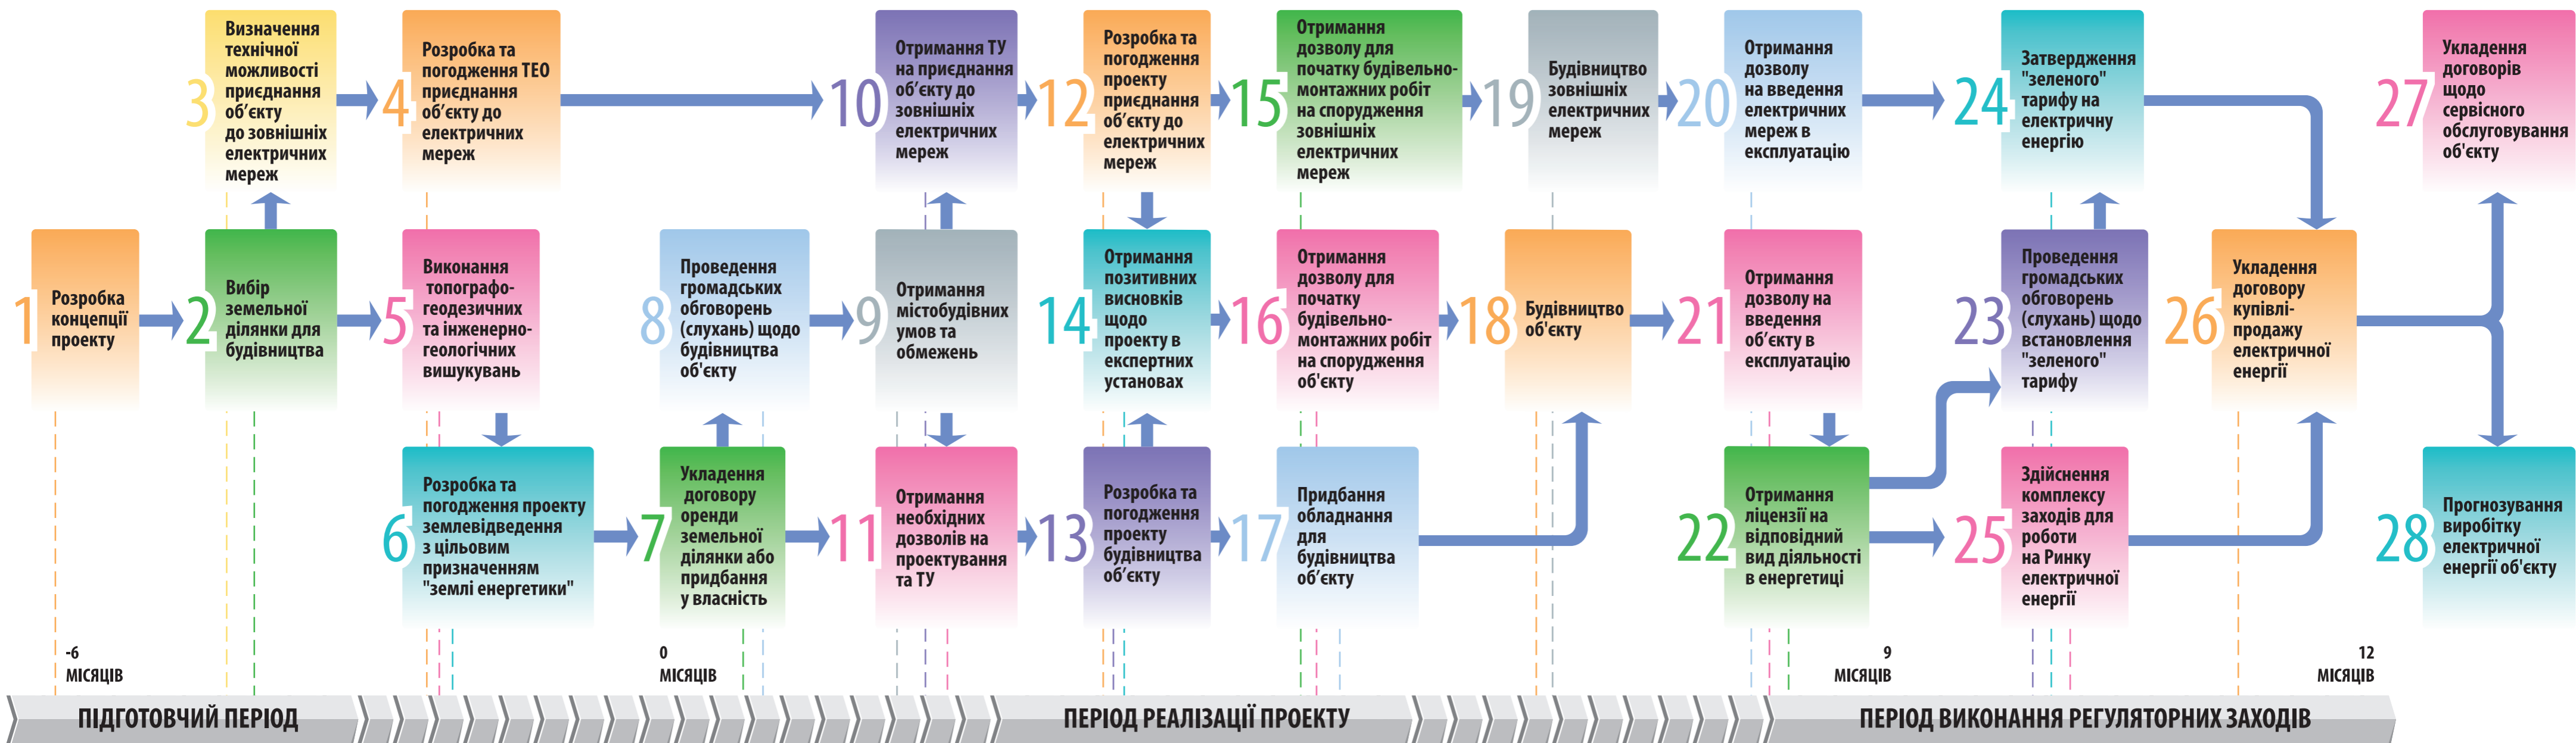 1
Розробка
концепції
проекту
2
Вибір
земельної
ділянки для
будівництва
3
Визначення
технічної
можливості
приєднання
об'єкту
до зовнішніх
електричних
мереж
4
Розробка та
погодження ТЕО
приєднання
об'єкту до
електричних
мереж
5
Виконання
топографо-
геодезичних
та інженерно-
геологічних
вишукувань
6
Розробка та
погодження проекту
землевідведення
з цільовим
призначенням
"землі енергетики"
7
Укладення
договору
оренди
земельної
ділянки або
придбання
у власність
8
Проведення
громадських
обговорень
(слухань) щодо
будівництва
об'єкту
9
Отримання
містобудівних
умов та
обмежень
10
Отримання ТУ
на приєднання
об’єкту до
зовнішніх
електричних
мереж
11
Отримання
необхідних
дозволів на
проектування
та ТУ
12
Розробка та
погодження
проекту
приєднання
об’єкту до
електричних
мереж
13
Розробка та
погодження
проекту
будівництва
об’єкту
14
Отримання
позитивних
висновків
щодо
проекту в
експертних
установах
15
Отримання
дозволу для
початку будівельно-
монтажних робіт
на спорудження
зовнішніх
електричних
мереж
16
Отримання
дозволу для
початку
будівельно-
монтажних робіт
на спорудження
об'єкту
17
Придбання
обладнання
для
будівництва
об’єкту
18
Будівництво
об'єкту
19
Будівництво
зовнішніх
електричних
мереж
20
Отримання
дозволу
на введення
електричних
мереж в
експлуатацію
21
Отримання
дозволу на
введення
об’єкту в
експлуатацію
22
Отримання
ліцензії на
відповідний
вид діяльності
в енергетиці
23
Проведення
громадських
обговорень
(слухань) щодо
встановлення
"зеленого"
тарифу
24
Затвердження
"зеленого"
тарифу на
електричну
енергію
25
Здійснення
комплексу
заходів для
роботи
на Ринку
електричної
енергії
26
Укладення
договору
купівлі-
продажу
електричної
енергії
27
Укладення
договорів
щодо
сервісного
обслуговування
об'єкту
28
Прогнозування
виробітку
електричної
енергії об'єкту
-6
МІСЯЦІВ
0
МІСЯЦІВ
9
МІСЯЦІВ
12
МІСЯЦІВ
ПІДГОТОВЧИЙ ПЕРІОД
ПЕРІОД РЕАЛІЗАЦІЇ ПРОЕКТУ
ПЕРІОД ВИКОНАННЯ РЕГУЛЯТОРНИХ ЗАХОДІВ